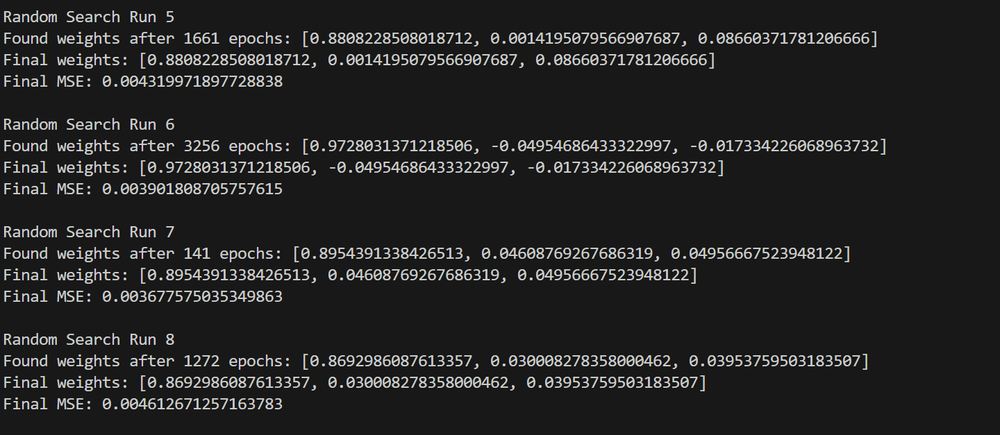 Random Search Run 5
Found weights after 1661 epochs: [0.8808228508018712, 0.0014195079566907687, 0.08660371781206666]
Final weights: [0.8808228508018712, 0.0014195079566907687, 0.08660371781206666]
Final MSE: 0.004319971897728838
Random Search Run 6
Found weights after 3256 epochs: [0.9728031371218506, -0.04954686433322997, -0.017334226068963732]
Final weights: [0.9728031371218506, -0.04954686433322997, -0.017334226068963732]
Final MSE: 0.003901808705757615
Random Search Run 7
Found weights after 141 epochs: [0.8954391338426513, 0.04608769267686319, 0.04956667523948122]
Final weights: [0.8954391338426513, 0.04608769267686319, 0.04956667523948122]
Final MSE: 0.003677575035349863
Random Search Run 8
Found weights after 1272 epochs: [0.8692986087613357, 0.030008278358000462, 0.03953759503183507]
Final weights: [0.8692986087613357, 0.030008278358000462, 0.03953759503183507]
Final MSE: 0.004612671257163783